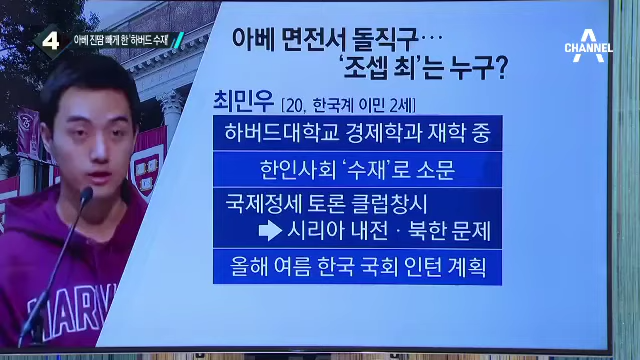 4 아베 진땀 빼게 한 '하버드 수재'
CHANNEL A
아베 면전서 돌직구…
'조셉 최'는 누구?
최민우 [20, 한국계 이민 2세]
하버드대학교 경제학과 재학 중
한인사회 '수재'로 소문
국제정세 토론 클럽창시
➡ 시리아 내전 · 북한 문제
올해 여름 한국 국회 인턴 계획
HARVARD